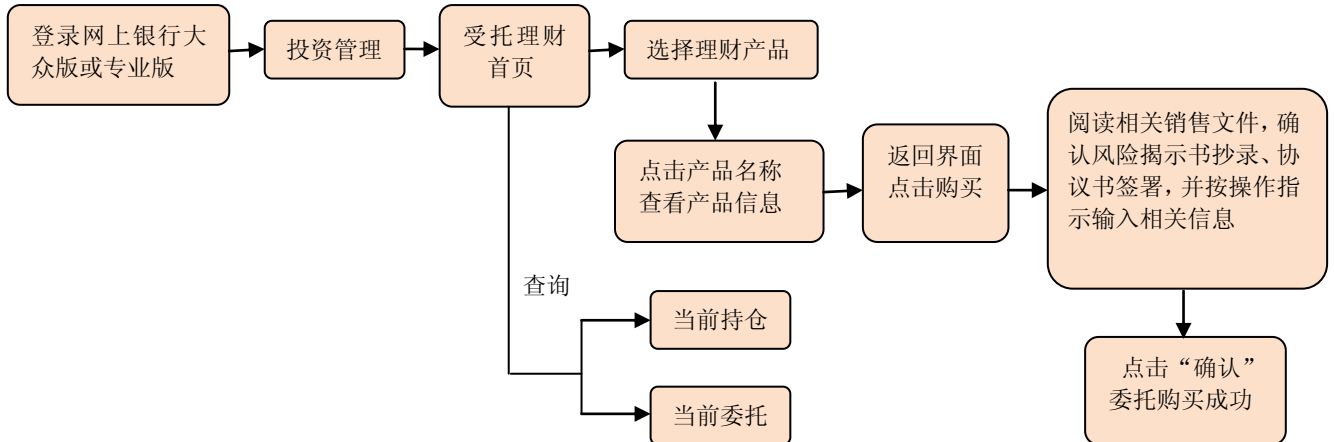 登录网上银行大
众版或专业版
投资管理
受托理财
首页
选择理财产品
点击产品名称
查看产品信息
返回界面
点击购买
阅读相关销售文件，确
认风险揭示书抄录、协
议书签署，并按操作指
示输入相关信息
点击“确认”
委托购买成功
查询
当前持仓
当前委托